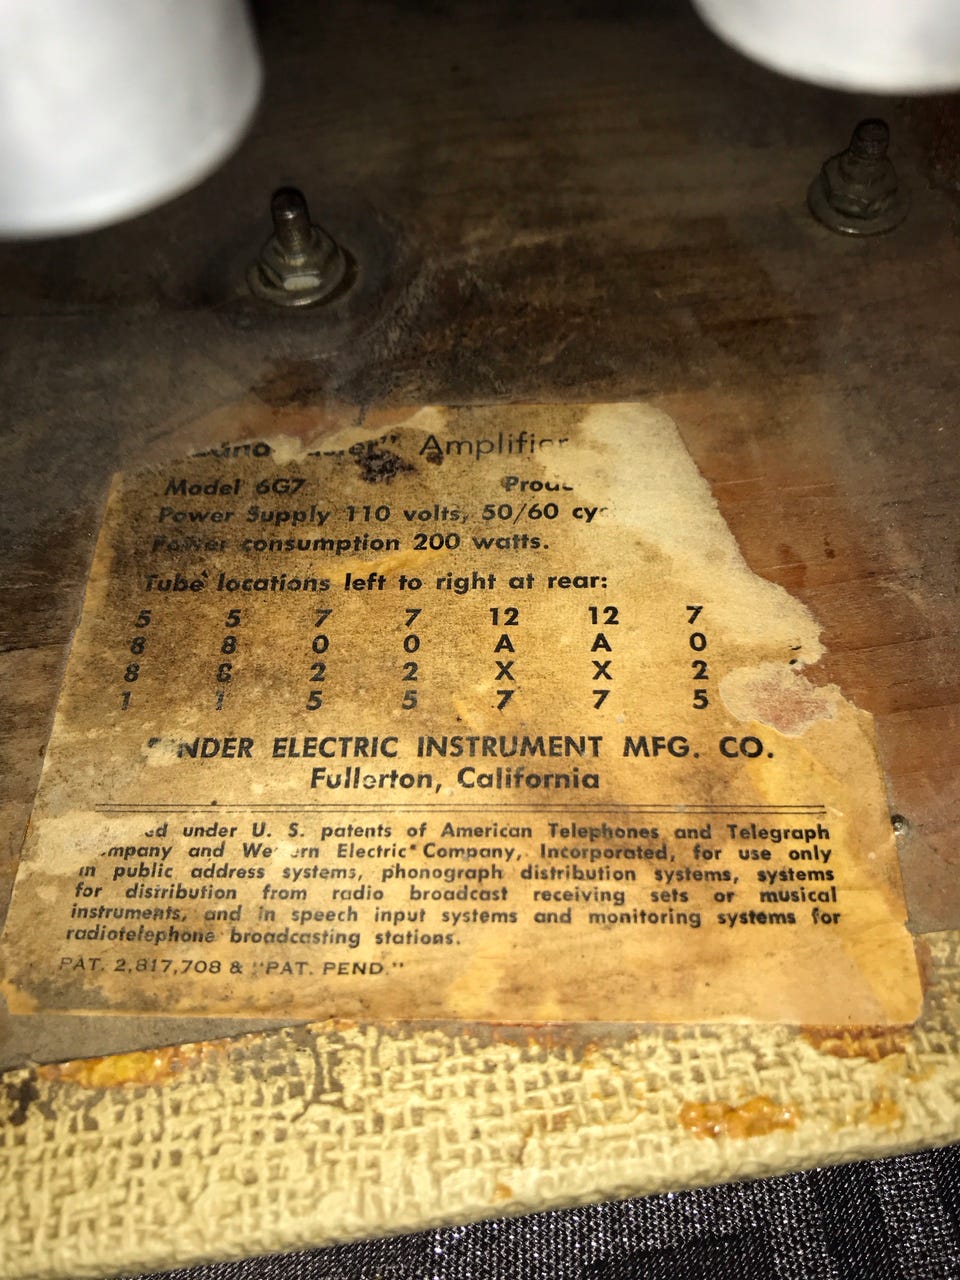 Amplifier
Model 6G7
Power Supply 110 volts, 50/60
Power consumption 200 watts.
Tube locations left to right at rear:
5 5 7 7 12 12 7
8 8 0 0 A A 0
8 8 2 2 X X 2
1 1 5 5 7 7 5
ENDER ELECTRIC INSTRUMENT MFG. CO.
Fullerton, California
ed under U. S. patents of American Telephones and Telegraph
mpany and We ern Electric Company, Incorporated, for use only
in public address systems, phonograph distribution systems, systems
for distribution from radio broadcast receiving sets or musical
instruments, and in speech input systems and monitoring systems for
radiotelephone broadcasting stations.
PAT. 2,817,708 & "PAT. PEND."